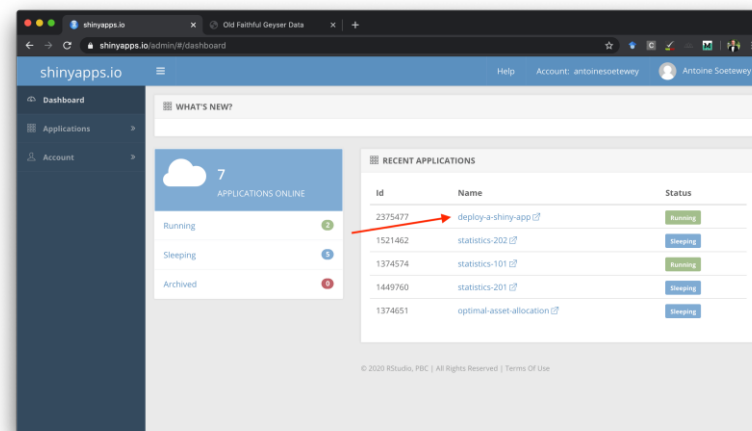 shinyapps.io
Old Faithful Geyser Data
shinyapps.io/admin/#/dashboard
shinyapps.io
Help
Account: antoinesoetewey
Antoine Soetewey
Dashboard
Applications
Account
WHAT'S NEW?
7
APPLICATIONS ONLINE
Running 2
Sleeping 5
Archived 0
RECENT APPLICATIONS
Id Name Status
2375477 deploy-a-shiny-app Running
1521462 statistics-202 Sleeping
1374574 statistics-101 Running
1449760 statistics-201 Sleeping
1374651 optimal-asset-allocation Sleeping
© 2020 RStudio, PBC | All Rights Reserved | Terms Of Use